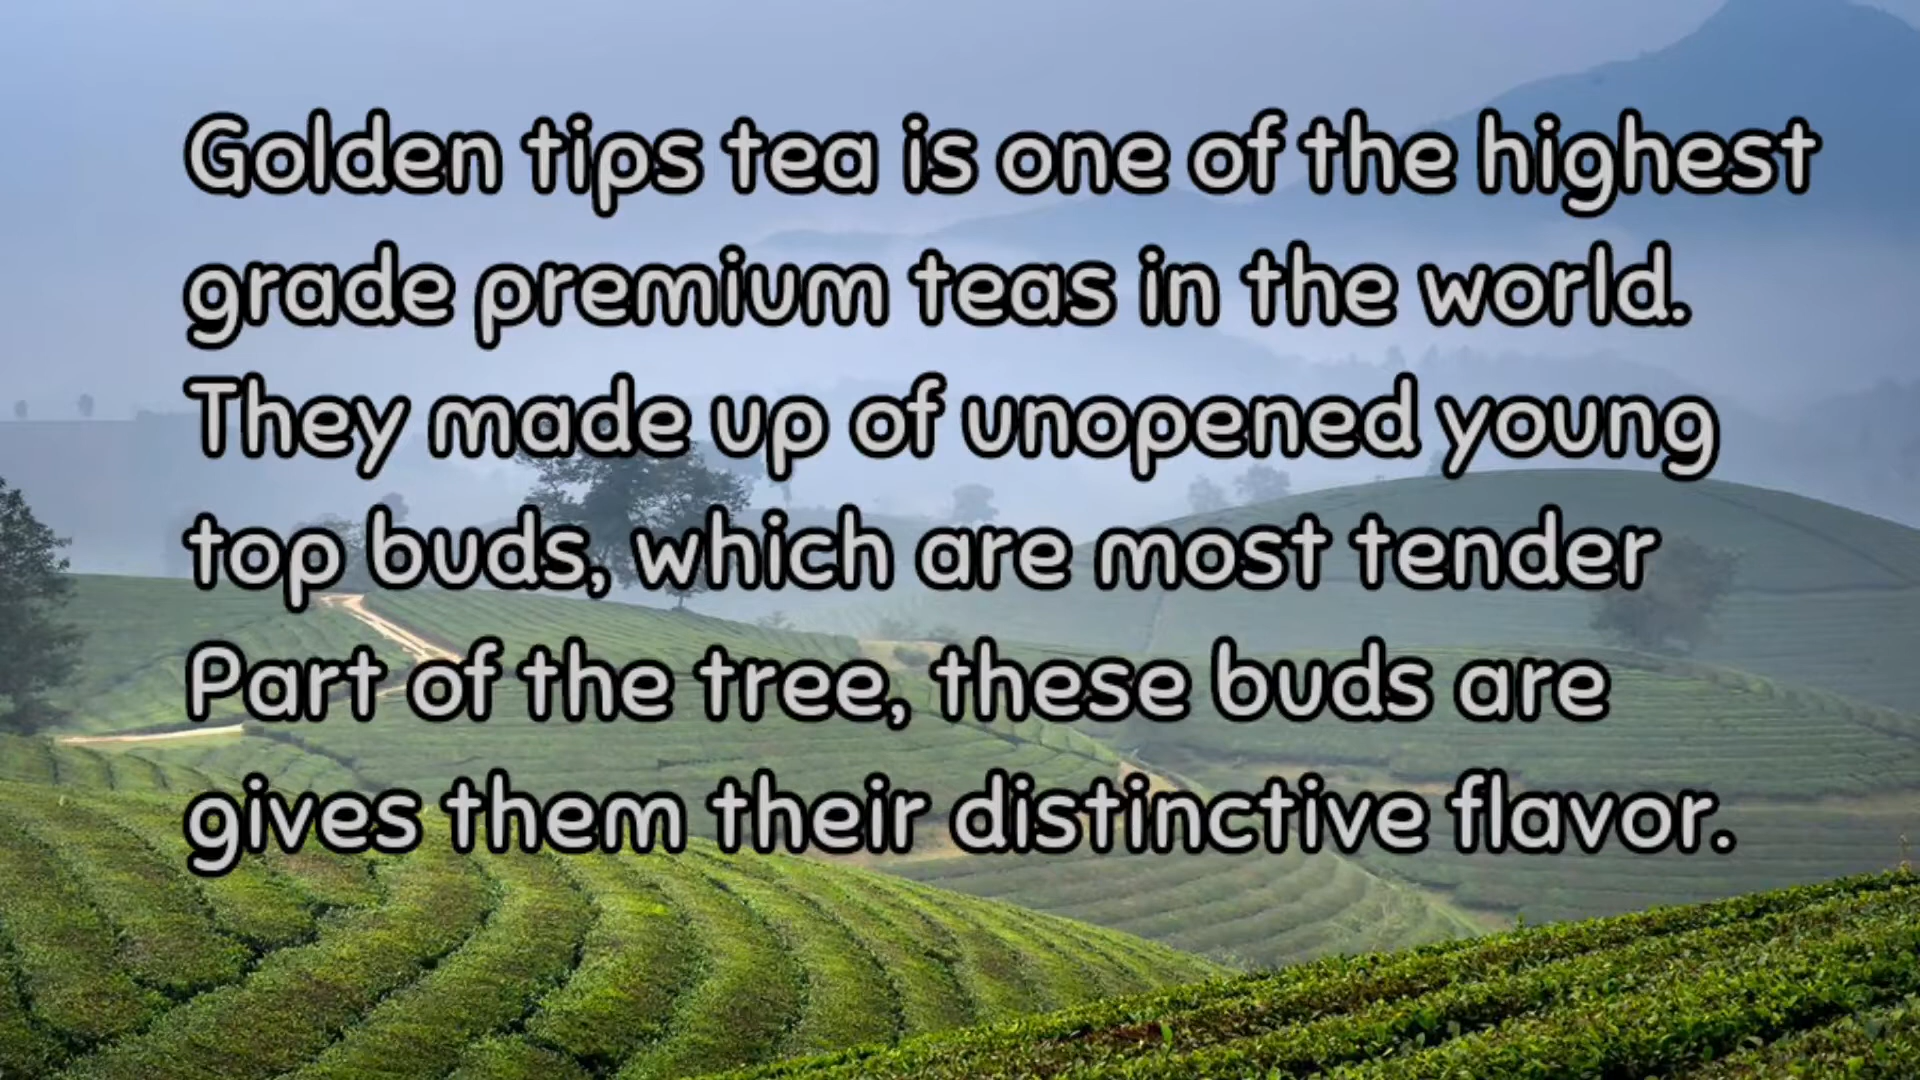 Golden tips tea is one of the highest
grade premium teas in the world.
They made up of unopened young
top buds, which are most tender
Part of the tree, these buds are
gives them their distinctive flavor.